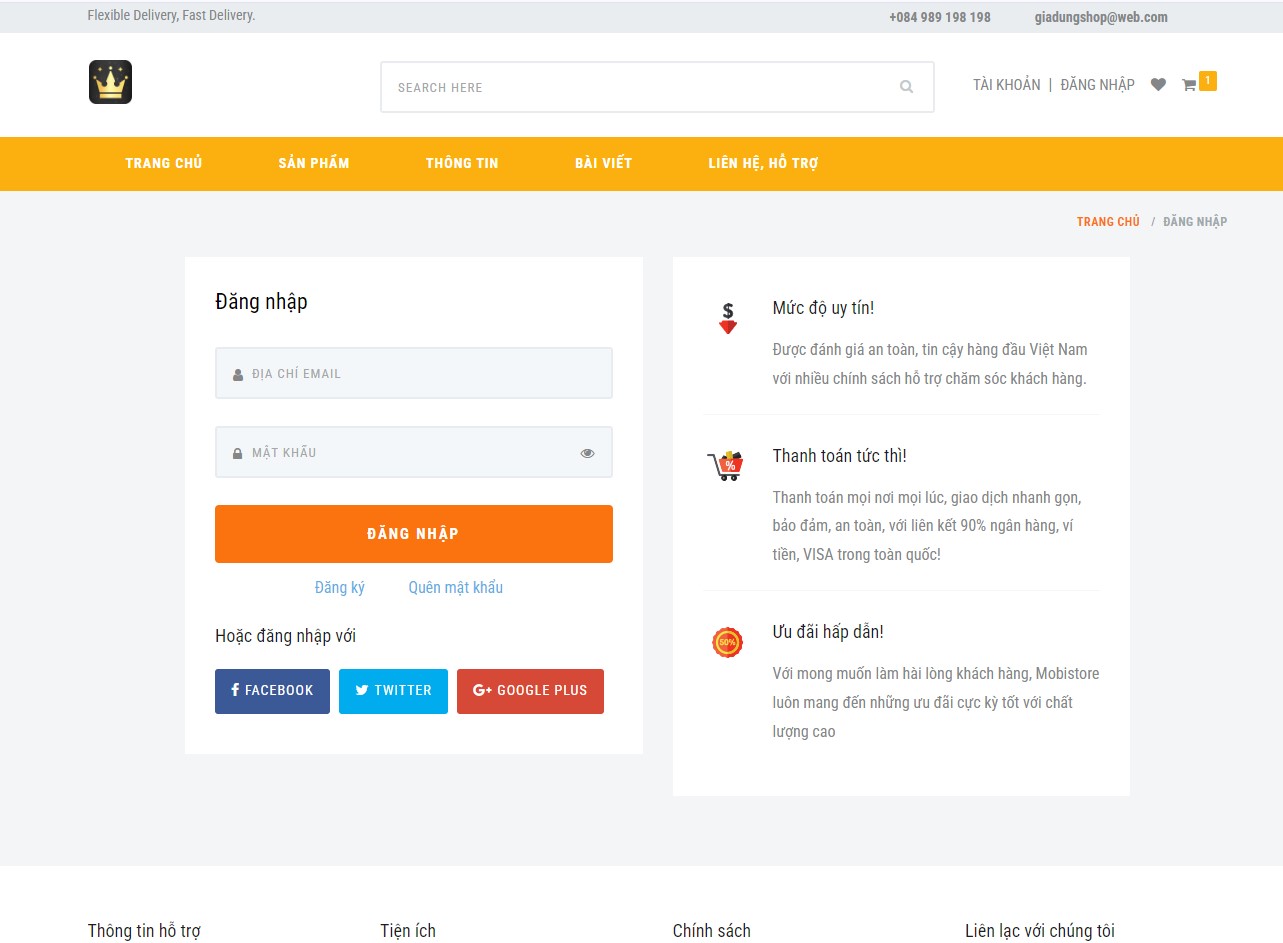 Flexible Delivery, Fast Delivery.
+084 989 198 198
giadungshop@web.com
SEARCH HERE
TÀI KHOẢN | ĐĂNG NHẬP
1
TRANG CHỦ
SẢN PHẨM
THÔNG TIN
BÀI VIẾT
LIÊN HỆ, HỖ TRỢ
TRANG CHỦ / ĐĂNG NHẬP
Đăng nhập
ĐỊA CHỈ EMAIL
MẬT KHẨU
ĐĂNG NHẬP
Đăng ký
Quên mật khẩu
Hoặc đăng nhập với
FACEBOOK
TWITTER
G+ GOOGLE PLUS
$
Mức độ uy tín!
Được đánh giá an toàn, tin cậy hàng đầu Việt Nam
với nhiều chính sách hỗ trợ chăm sóc khách hàng.
%
Thanh toán tức thì!
Thanh toán mọi nơi mọi lúc, giao dịch nhanh gọn,
bảo đảm, an toàn, với liên kết 90% ngân hàng, ví
tiền, VISA trong toàn quốc!
50%
Ưu đãi hấp dẫn!
Với mong muốn làm hài lòng khách hàng, Mobistore
luôn mang đến những ưu đãi cực kỳ tốt với chất
lượng cao
Thông tin hỗ trợ
Tiện ích
Chính sách
Liên lạc với chúng tôi